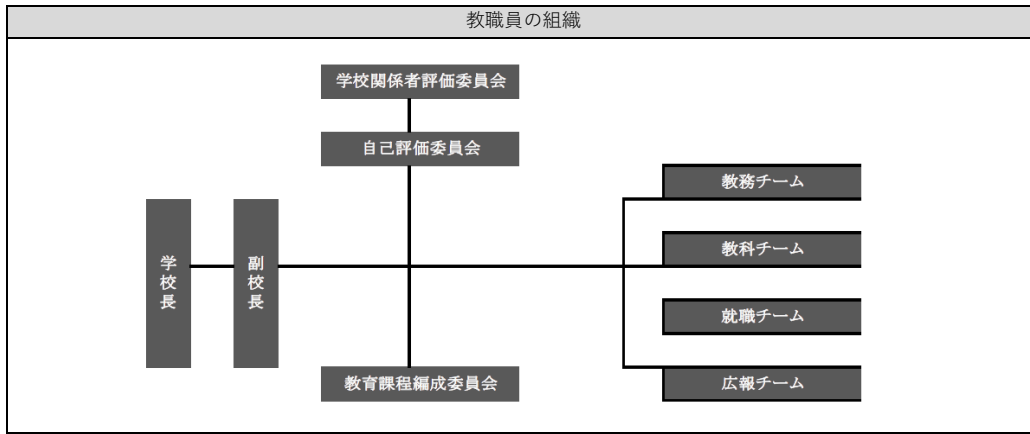 教職員の組織
学校関係者評価委員会
自己評価委員会
学校長
副校長
教育課程編成委員会
教務チーム
教科チーム
就職チーム
広報チーム